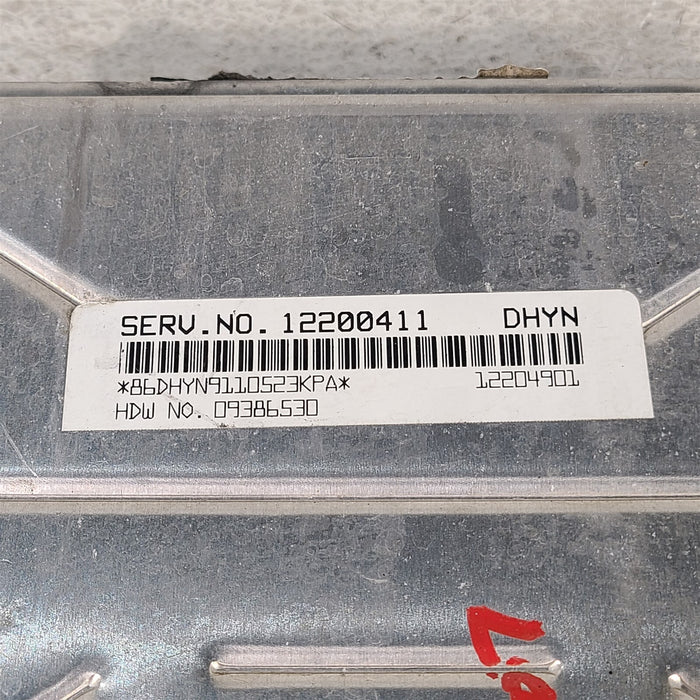 SERV.NO. 12200411 DHYN
*86DHYN9110523KPA* 12204901
HDW NO. 09386530